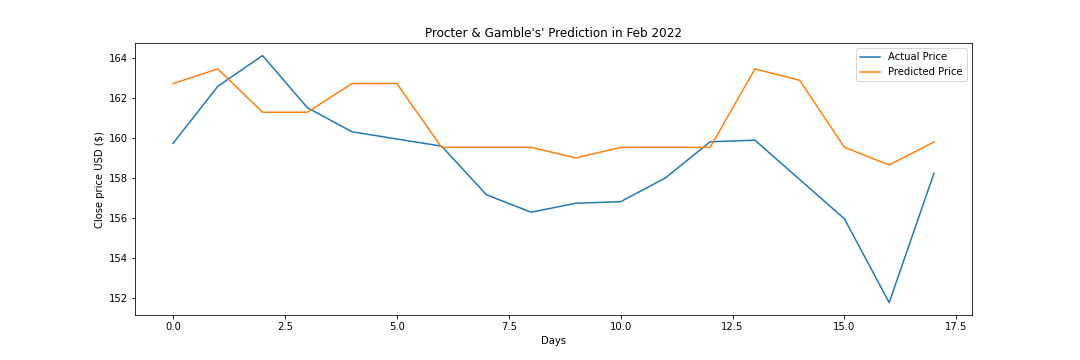 Procter & Gamble's' Prediction in Feb 2022
Actual Price
Predicted Price
164
162
160
158
156
154
152
Close price USD ($)
0.0 2.5 5.0 7.5 10.0 12.5 15.0 17.5
Days